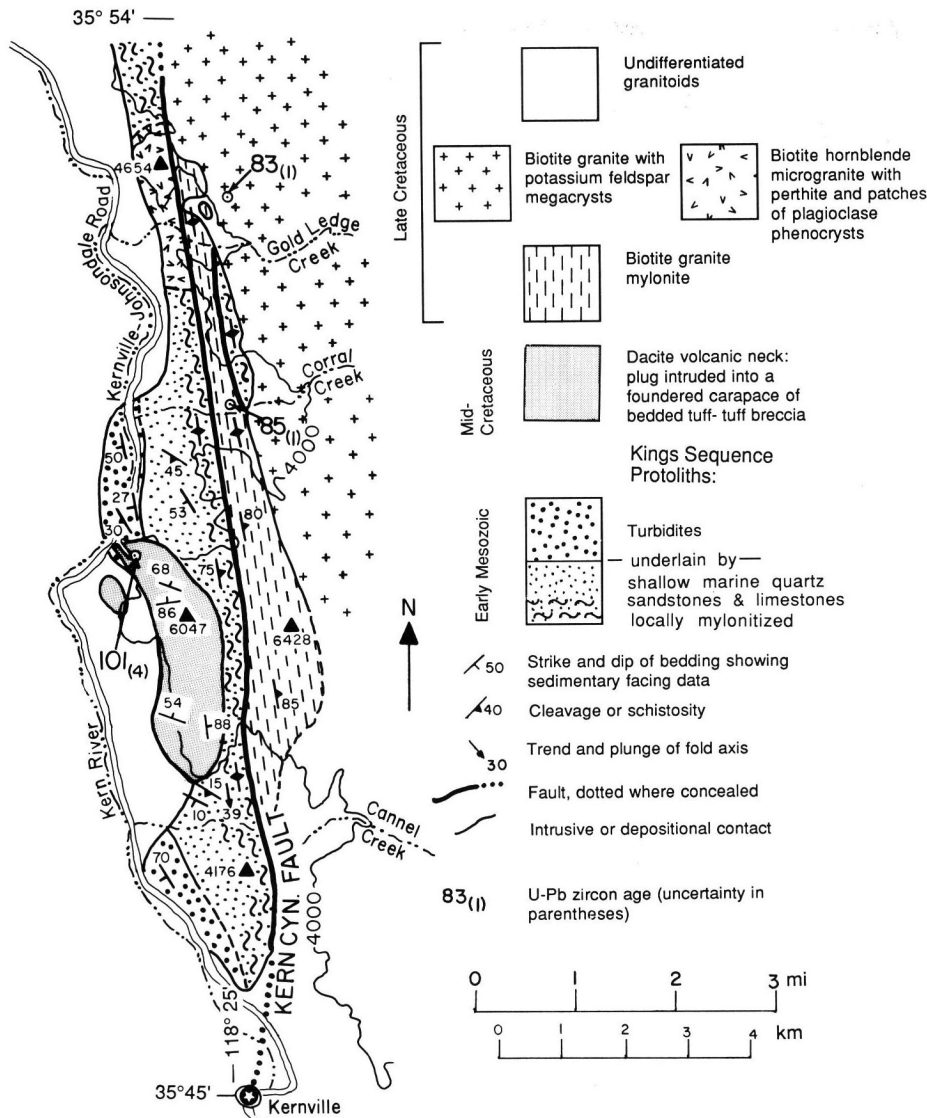 35° 54'
4654
83(1)
Gold Ledge
Creek
Kernville-Johnsondale Road
Corral
Creek
85(1)
4000
50
45
27
53
30
80
68
75
86
6047
6428
101(4)
54
88
85
Kern River
15
10
39
Cannel
Creek
70
4176
KERN CYN. FAULT
4000
118° 25'
35°45'
Kernville
N
Late Cretaceous
Undifferentiated
granitoids
Biotite granite with
potassium feldspar
megacrysts
Biotite hornblende
microgranite with
perthite and patches
of plagioclase
phenocrysts
Biotite granite
mylonite
Mid-
Cretaceous
Dacite volcanic neck:
plug intruded into a
foundered carapace of
bedded tuff- tuff breccia
Kings Sequence
Protoliths:
Early Mesozoic
Turbidites
underlain by
shallow marine quartz
sandstones & limestones
locally mylonitized
50 Strike and dip of bedding showing
sedimentary facing data
40 Cleavage or schistosity
30 Trend and plunge of fold axis
Fault, dotted where concealed
Intrusive or depositional contact
83(1) U-Pb zircon age (uncertainty in
parentheses)
0 1 2 3 mi
0 1 2 3 4 km